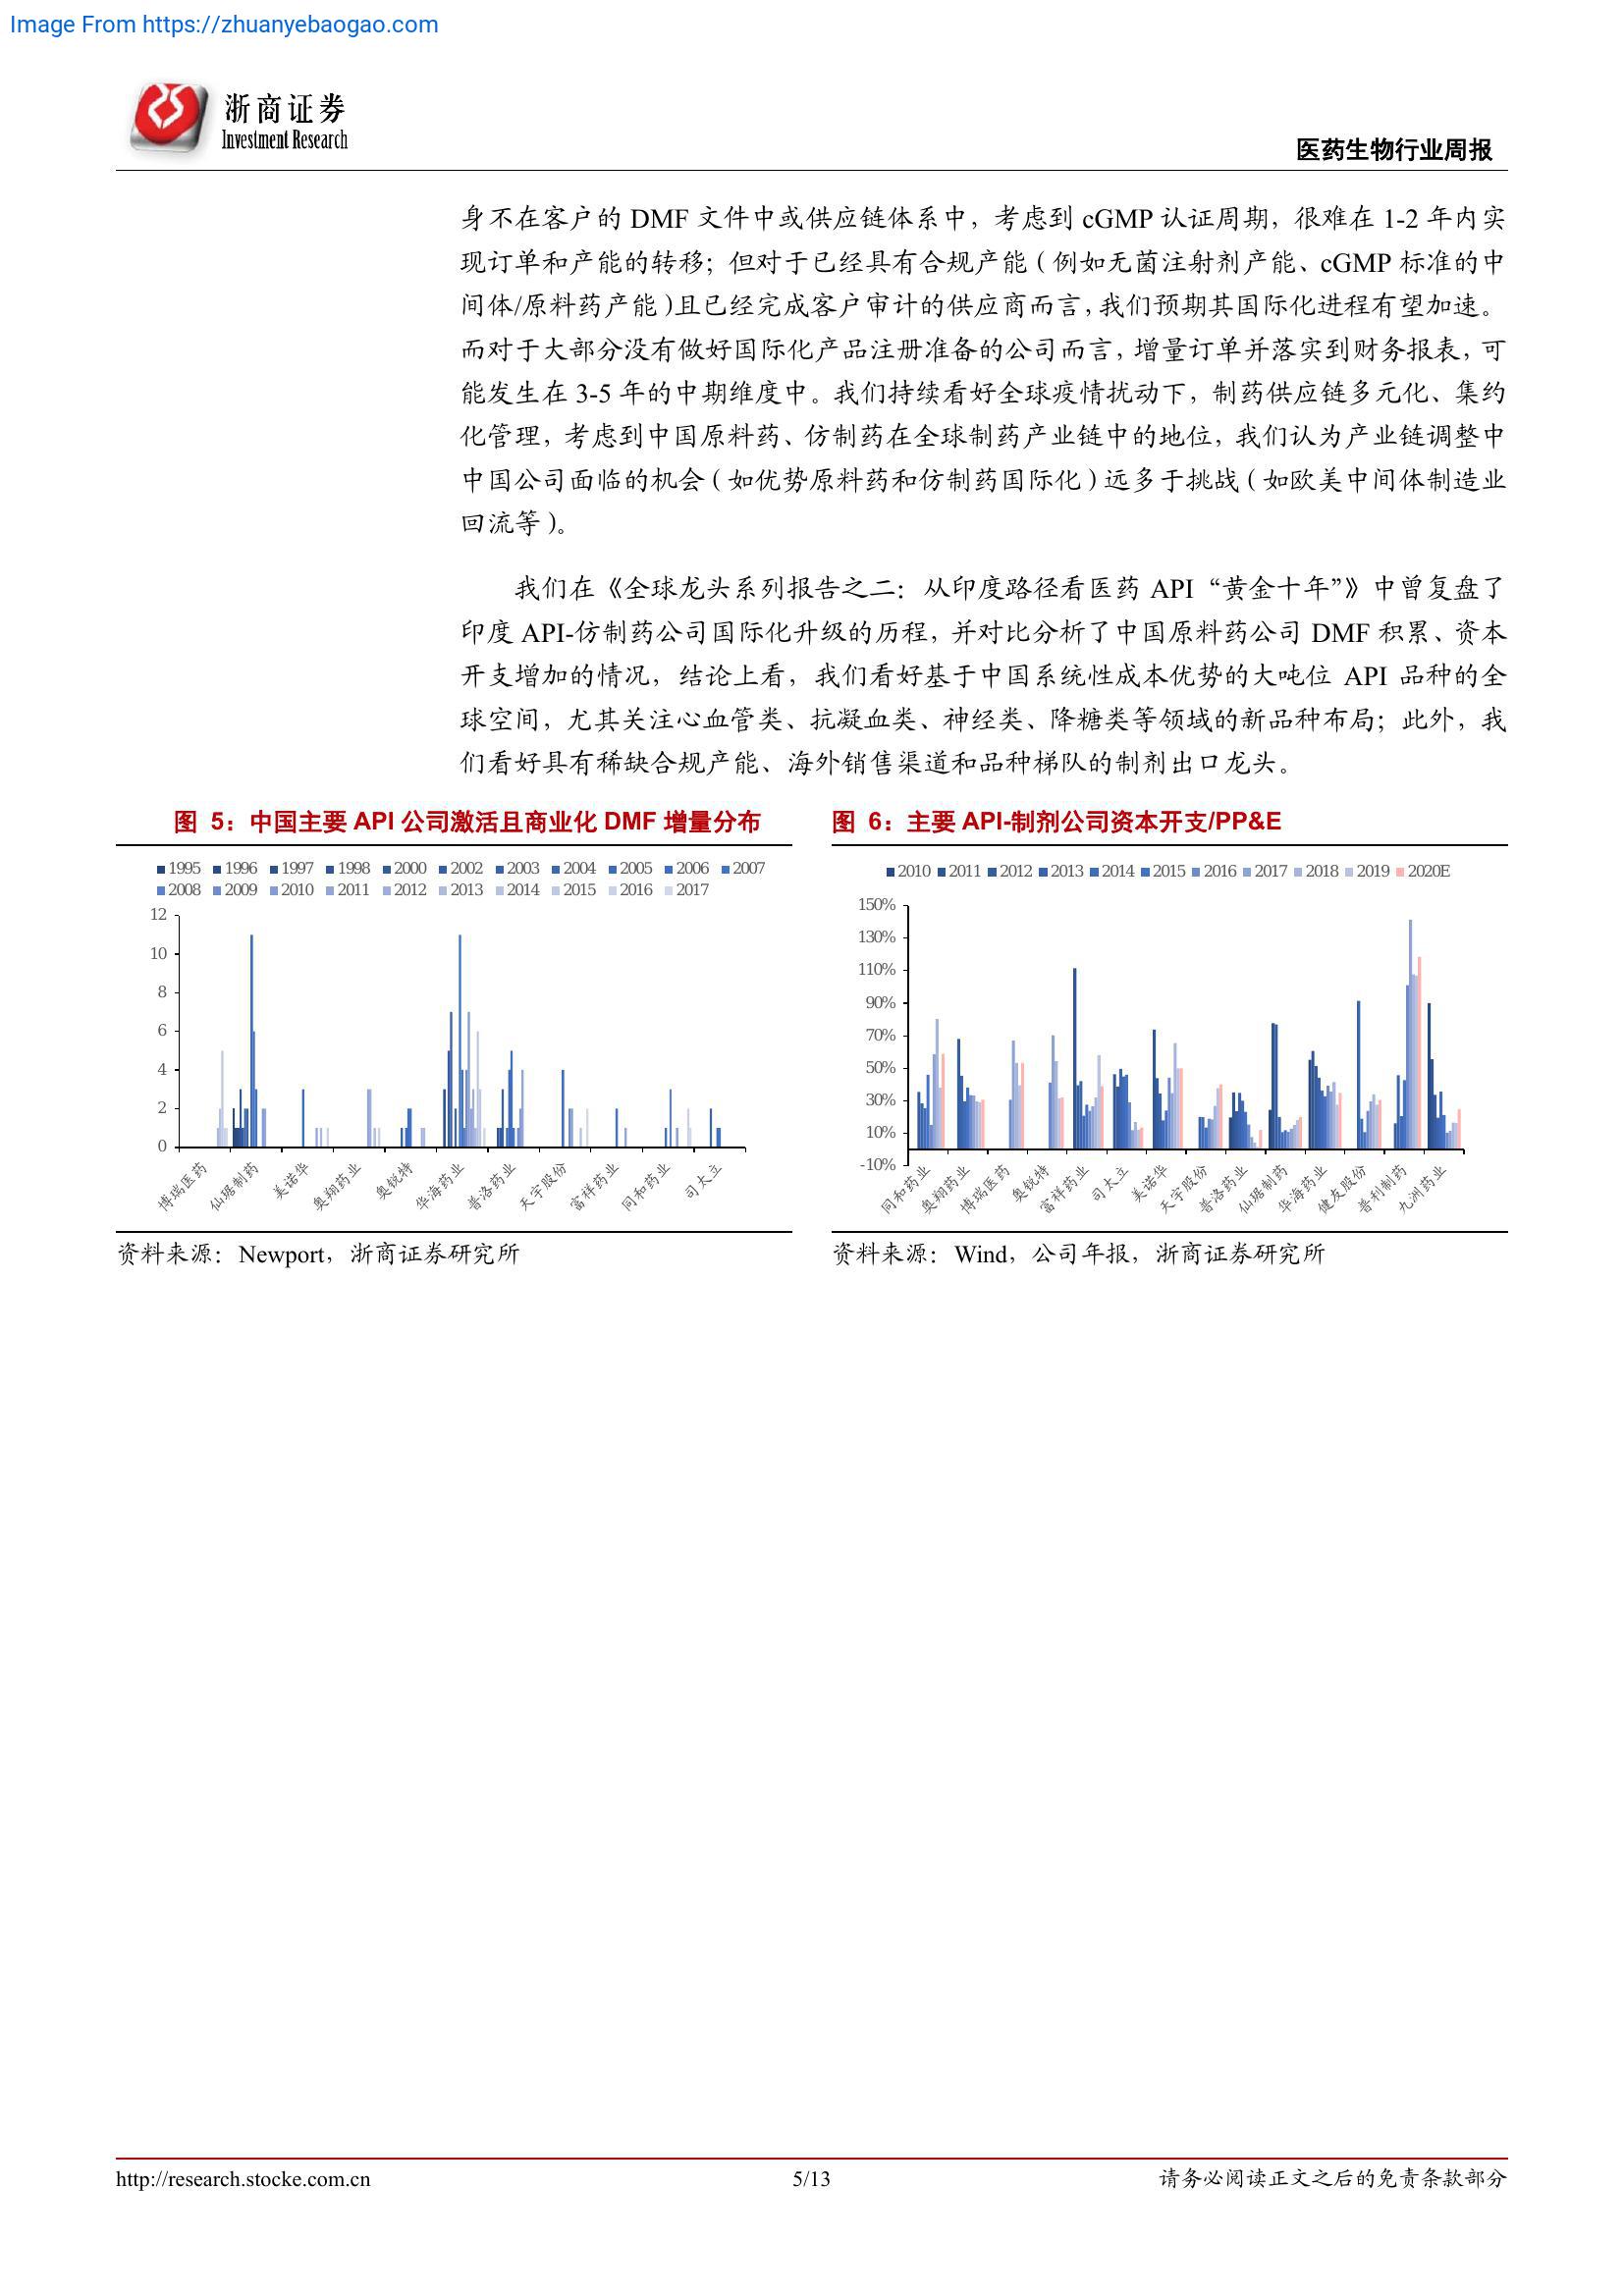 Image From https://zhuanyebaogao.com
浙商证券
Investment Research
医药生物行业周报
身不在客户的 DMF 文件中或供应链体系中，考虑到 cGMP 认证周期，很难在 1-2 年内实
现订单和产能的转移；但对于已经具有合规产能（例如无菌注射剂产能、cGMP 标准的中
间体/原料药产能）且已经完成客户审计的供应商而言，我们预期其国际化进程有望加速。
而对于大部分没有做好国际化产品注册准备的公司而言，增量订单并落实到财务报表，可
能发生在 3-5 年的中期维度中。我们持续看好全球疫情扰动下，制药供应链多元化、集约
化管理，考虑到中国原料药、仿制药在全球制药产业链中的地位，我们认为产业链调整中
中国公司面临的机会（如优势原料药和仿制药国际化）远多于挑战（如欧美中间体制造业
回流等）。
我们在《全球龙头系列报告之二：从印度路径看医药 API “黄金十年”》中曾复盘了
印度 API-仿制药公司国际化升级的历程，并对比分析了中国原料药公司 DMF 积累、资本
开支增加的情况，结论上看，我们看好基于中国系统性成本优势的大吨位 API 品种的全
球空间，尤其关注心血管类、抗凝血类、神经类、降糖类等领域的新品种布局；此外，我
们看好具有稀缺合规产能、海外销售渠道和品种梯队的制剂出口龙头。
图 5：中国主要 API 公司激活且商业化 DMF 增量分布
1995 1996 1997 1998 2000 2002 2003 2004 2005 2006 2007
2008 2009 2010 2011 2012 2013 2014 2015 2016 2017
12
10
8
6
4
2
0
博瑞医药 仙琚制药 美诺华 奥翔药业 奥锐特 华海药业 普洛药业 天宇股份 富祥药业 同和药业 司太立
资料来源：Newport，浙商证券研究所
图 6：主要 API-制剂公司资本开支/PP&E
2010 2011 2012 2013 2014 2015 2016 2017 2018 2019 2020E
150%
130%
110%
90%
70%
50%
30%
10%
-10%
同和药业 奥翔药业 博瑞医药 奥锐特 富祥药业 司太立 美诺华 天宇股份 普洛药业 仙琚制药 华海药业 健友股份 普利制药 九洲药业
资料来源：Wind，公司年报，浙商证券研究所
http://research.stocke.com.cn
5/13
请务必阅读正文之后的免责条款部分